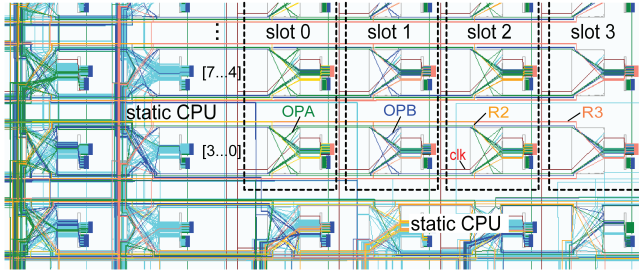 slot 0
slot 1
slot 2
slot 3
[7...4]
static CPU
OPA
OPB
R2
R3
[3...0]
clk
static CPU